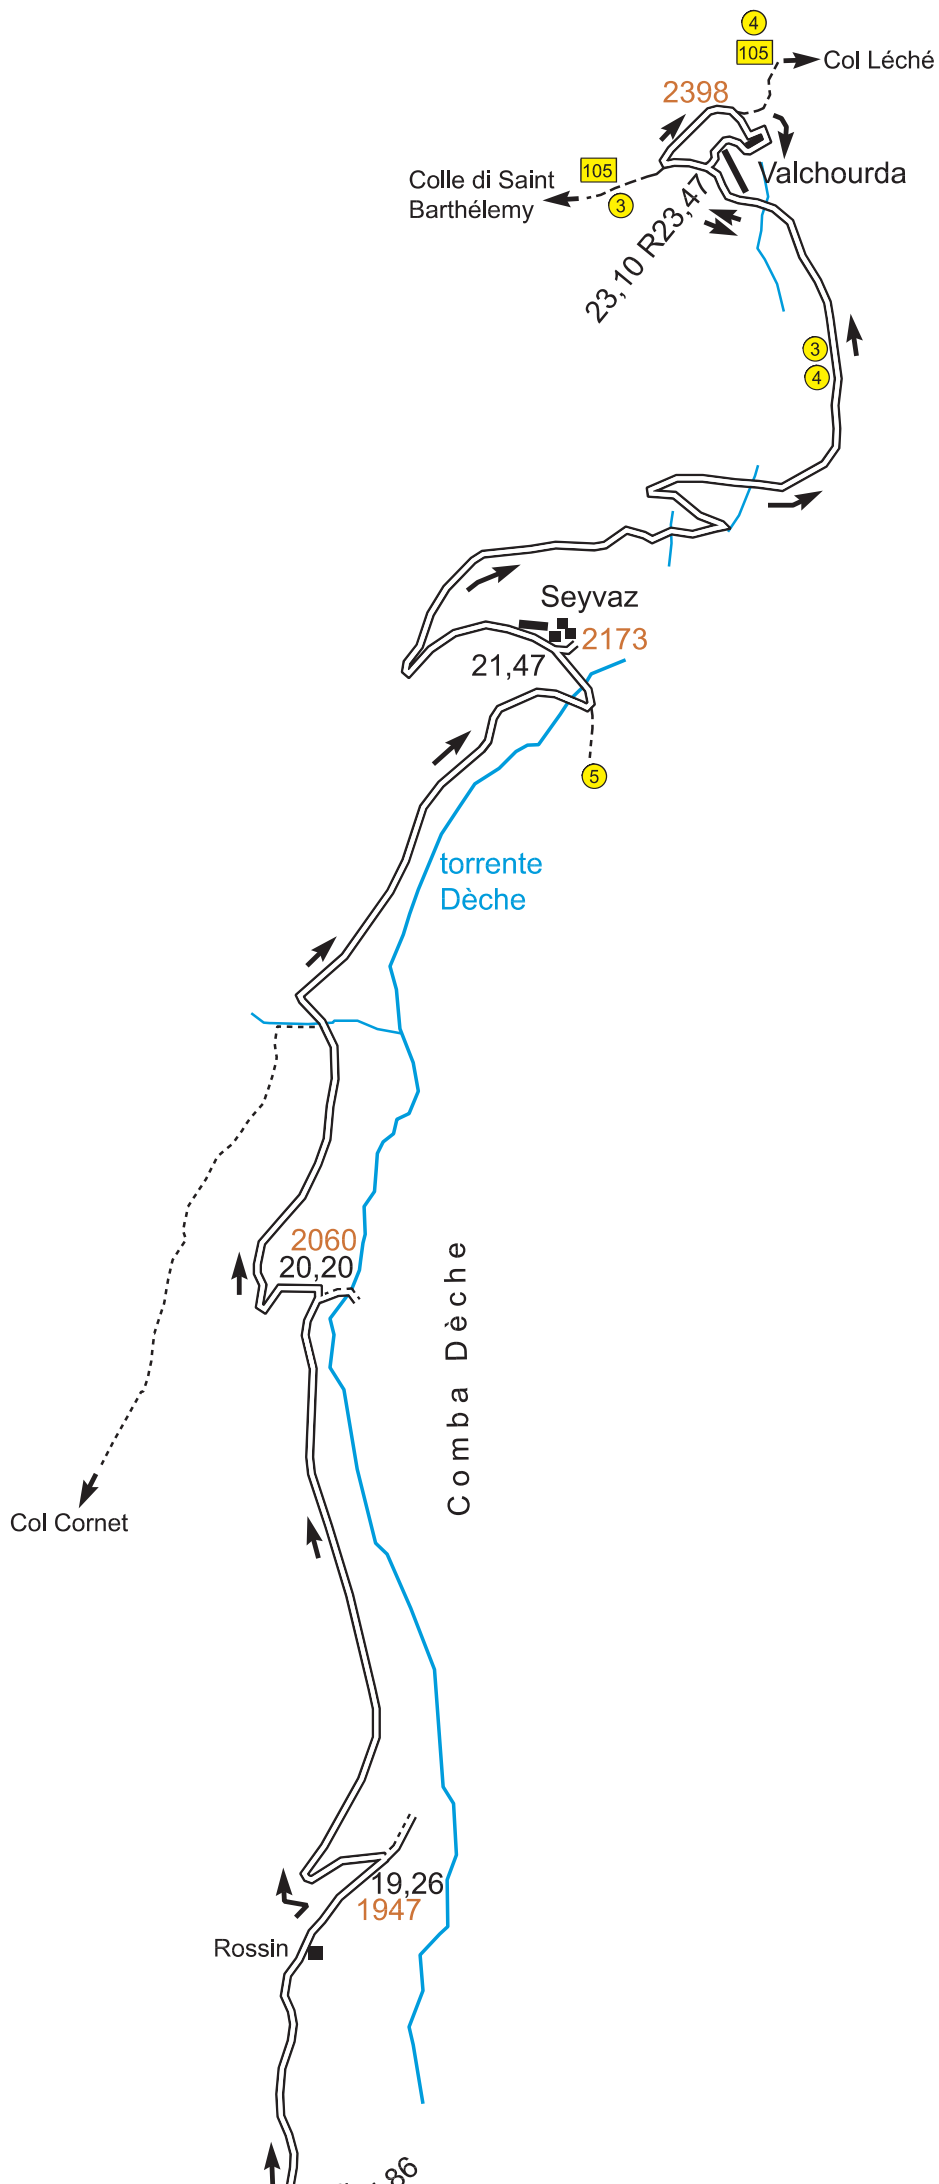 4
105
Col Léché
2398
105
Colle di Saint
Barthélemy
3
Valchourda
23,10 R23,47
3
4
Seyvaz
2173
21,47
5
torrente
Dèche
2060
20,20
Comba Dèche
Col Cornet
19,26
1947
Rossin